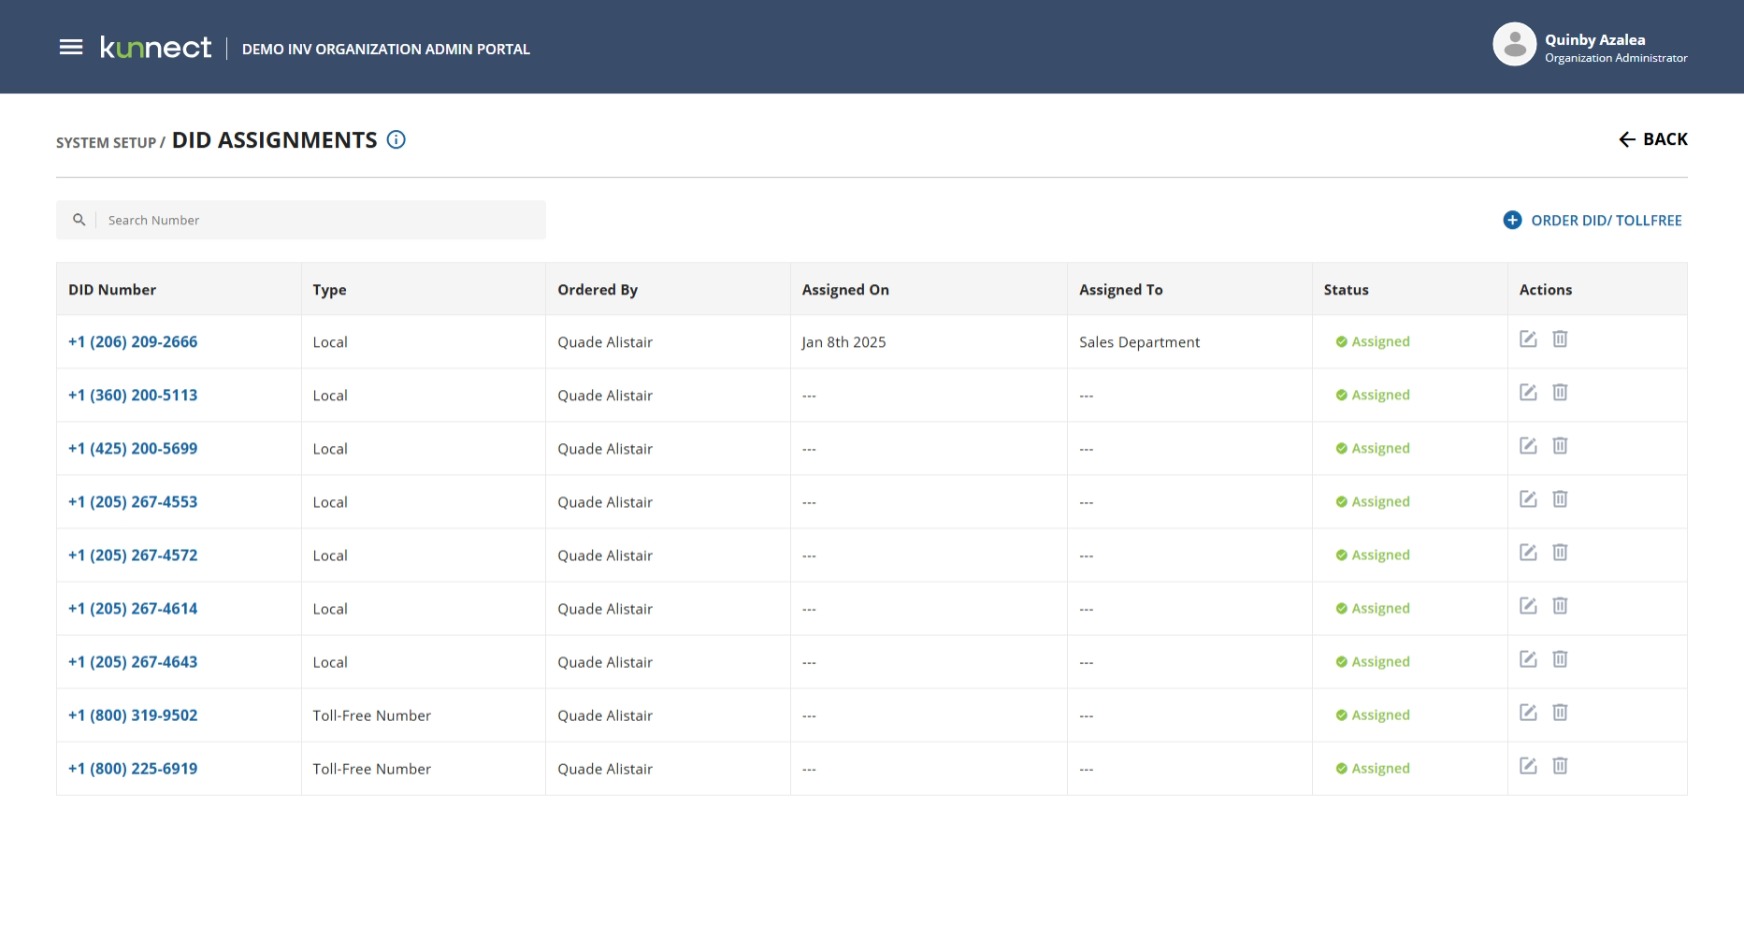 kunnect
DEMO INV ORGANIZATION ADMIN PORTAL
Quinby Azalea
Organization Administrator
SYSTEM SETUP / DID ASSIGNMENTS
BACK
Search Number
ORDER DID/ TOLLFREE
DID Number Type Ordered By Assigned On Assigned To Status Actions
+1 (206) 209-2666 Local Quade Alistair Jan 8th 2025 Sales Department Assigned
+1 (360) 200-5113 Local Quade Alistair --- --- Assigned
+1 (425) 200-5699 Local Quade Alistair --- --- Assigned
+1 (205) 267-4553 Local Quade Alistair --- --- Assigned
+1 (205) 267-4572 Local Quade Alistair --- --- Assigned
+1 (205) 267-4614 Local Quade Alistair --- --- Assigned
+1 (205) 267-4643 Local Quade Alistair --- --- Assigned
+1 (800) 319-9502 Toll-Free Number Quade Alistair --- --- Assigned
+1 (800) 225-6919 Toll-Free Number Quade Alistair --- --- Assigned